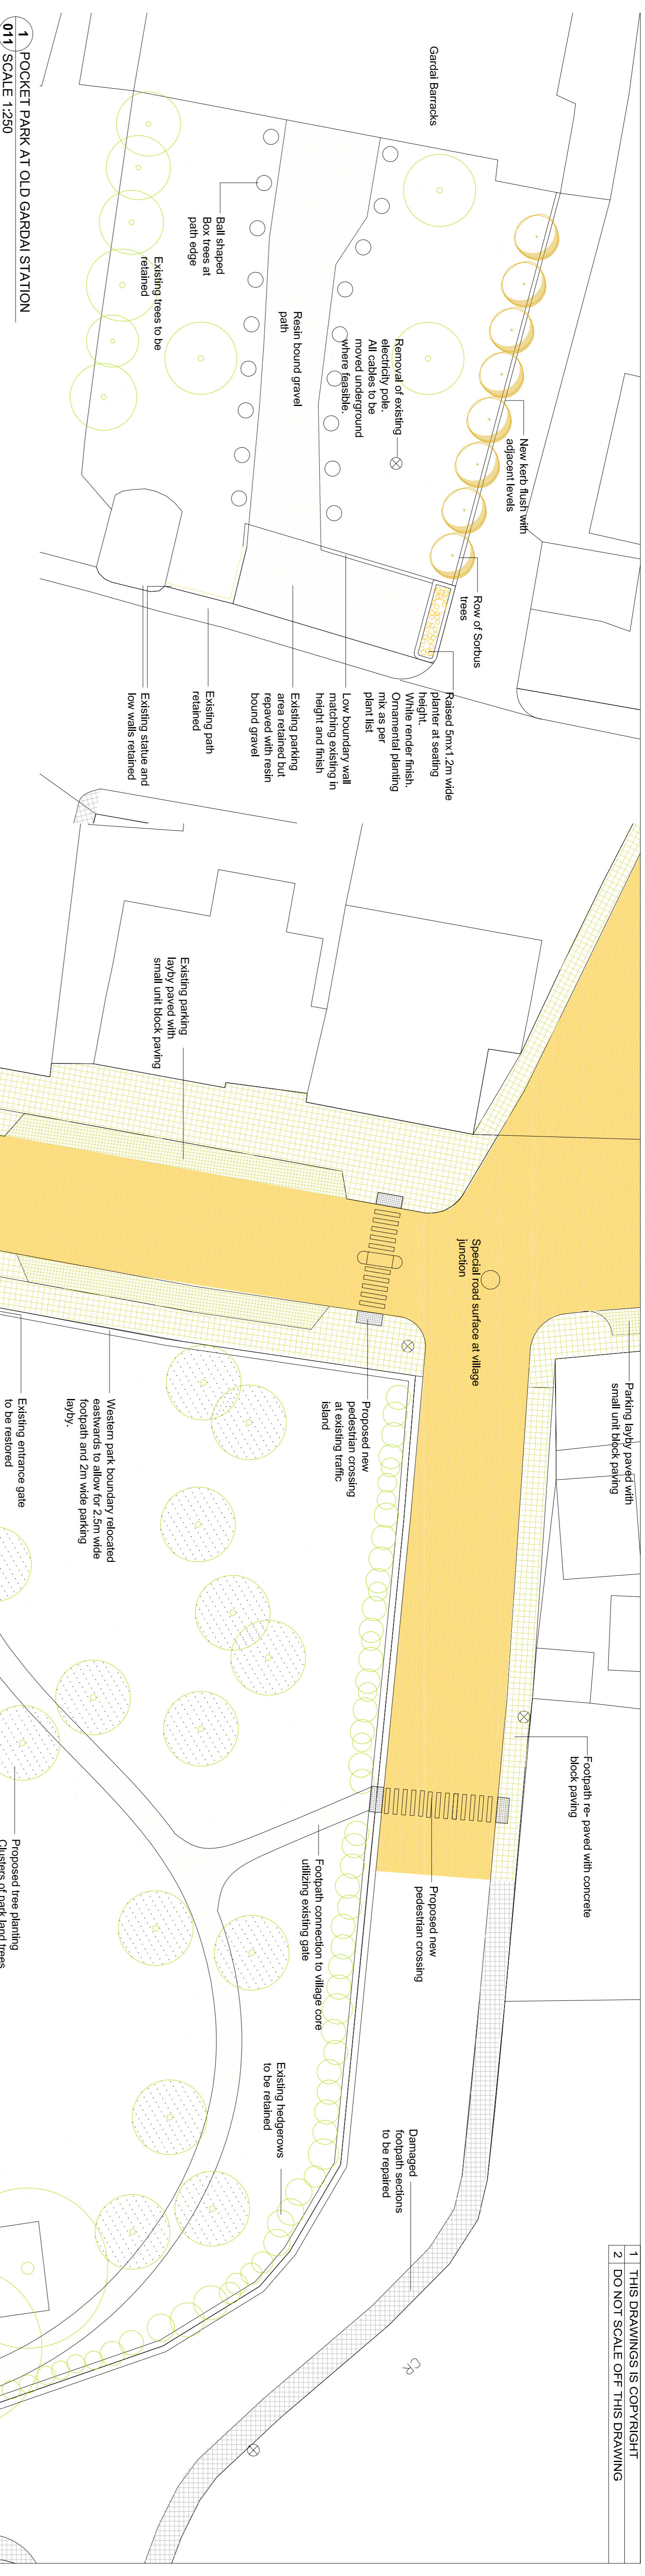 1 THIS DRAWINGS IS COPYRIGHT
2 DO NOT SCALE OFF THIS DRAWING
Gardai Barracks
New kerb flush with
adjacent levels
Row of Sorbus
trees
Removal of existing
electricity pole.
All cables to be
moved underground
where feasible.
Raised 5mx1.2m wide
planter at seating
height.
White render finish.
Ornamental planting
mix as per
plant list
Resin bound gravel
path
Low boundary wall
matching existing in
height and finish
Ball shaped
Box trees at
path edge
Existing parking
area retained but
repaved with resin
bound gravel
Existing trees to be
retained
Existing path
retained
Existing statue and
low walls retained
1
011
POCKET PARK AT OLD GARDAI STATION
SCALE 1:250
Parking layby paved with
small unit block paving
Special road surface at village
junction
Existing parking
layby paved with
small unit block paving
Footpath re- paved with concrete
block paving
Proposed new
pedestrian crossing
at existing traffic
island
Proposed new
pedestrian crossing
Western park boundary relocated
eastwards to allow for 2.5m wide
footpath and 2m wide parking
layby.
Footpath connection to village core
utilizing existing gate
Damaged
footpath sections
to be repaired
Existing hedgerows
to be retained
Existing entrance gate
to be restored
Proposed tree planting
Clusters of park land trees